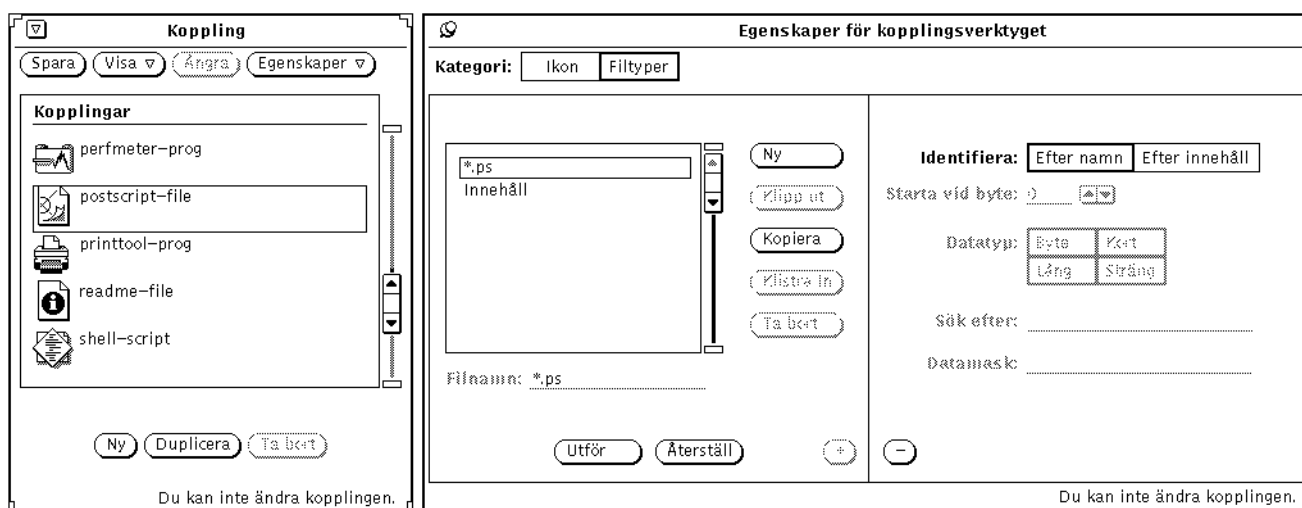 Koppling
Spara Visa Ångra Egenskaper
Kopplingar
perfmeter-prog
postscript-file
printtool-prog
readme-file
shell-script
Ny Duplicera Ta bort
Du kan inte ändra kopplingen.
Egenskaper för kopplingsverktyget
Kategori: Ikon Filtyper
*.ps
Innehåll
Ny
Klipp ut
Kopiera
Klistra in
Ta bort
Filnamn: *.ps
Utför Återställ +
Identifiera: Efter namn Efter innehåll
Starta vid byte: 0
Datatyp: Byte Kort
Lång Sträng
Sök efter:
Datamask:
−
Du kan inte ändra kopplingen.